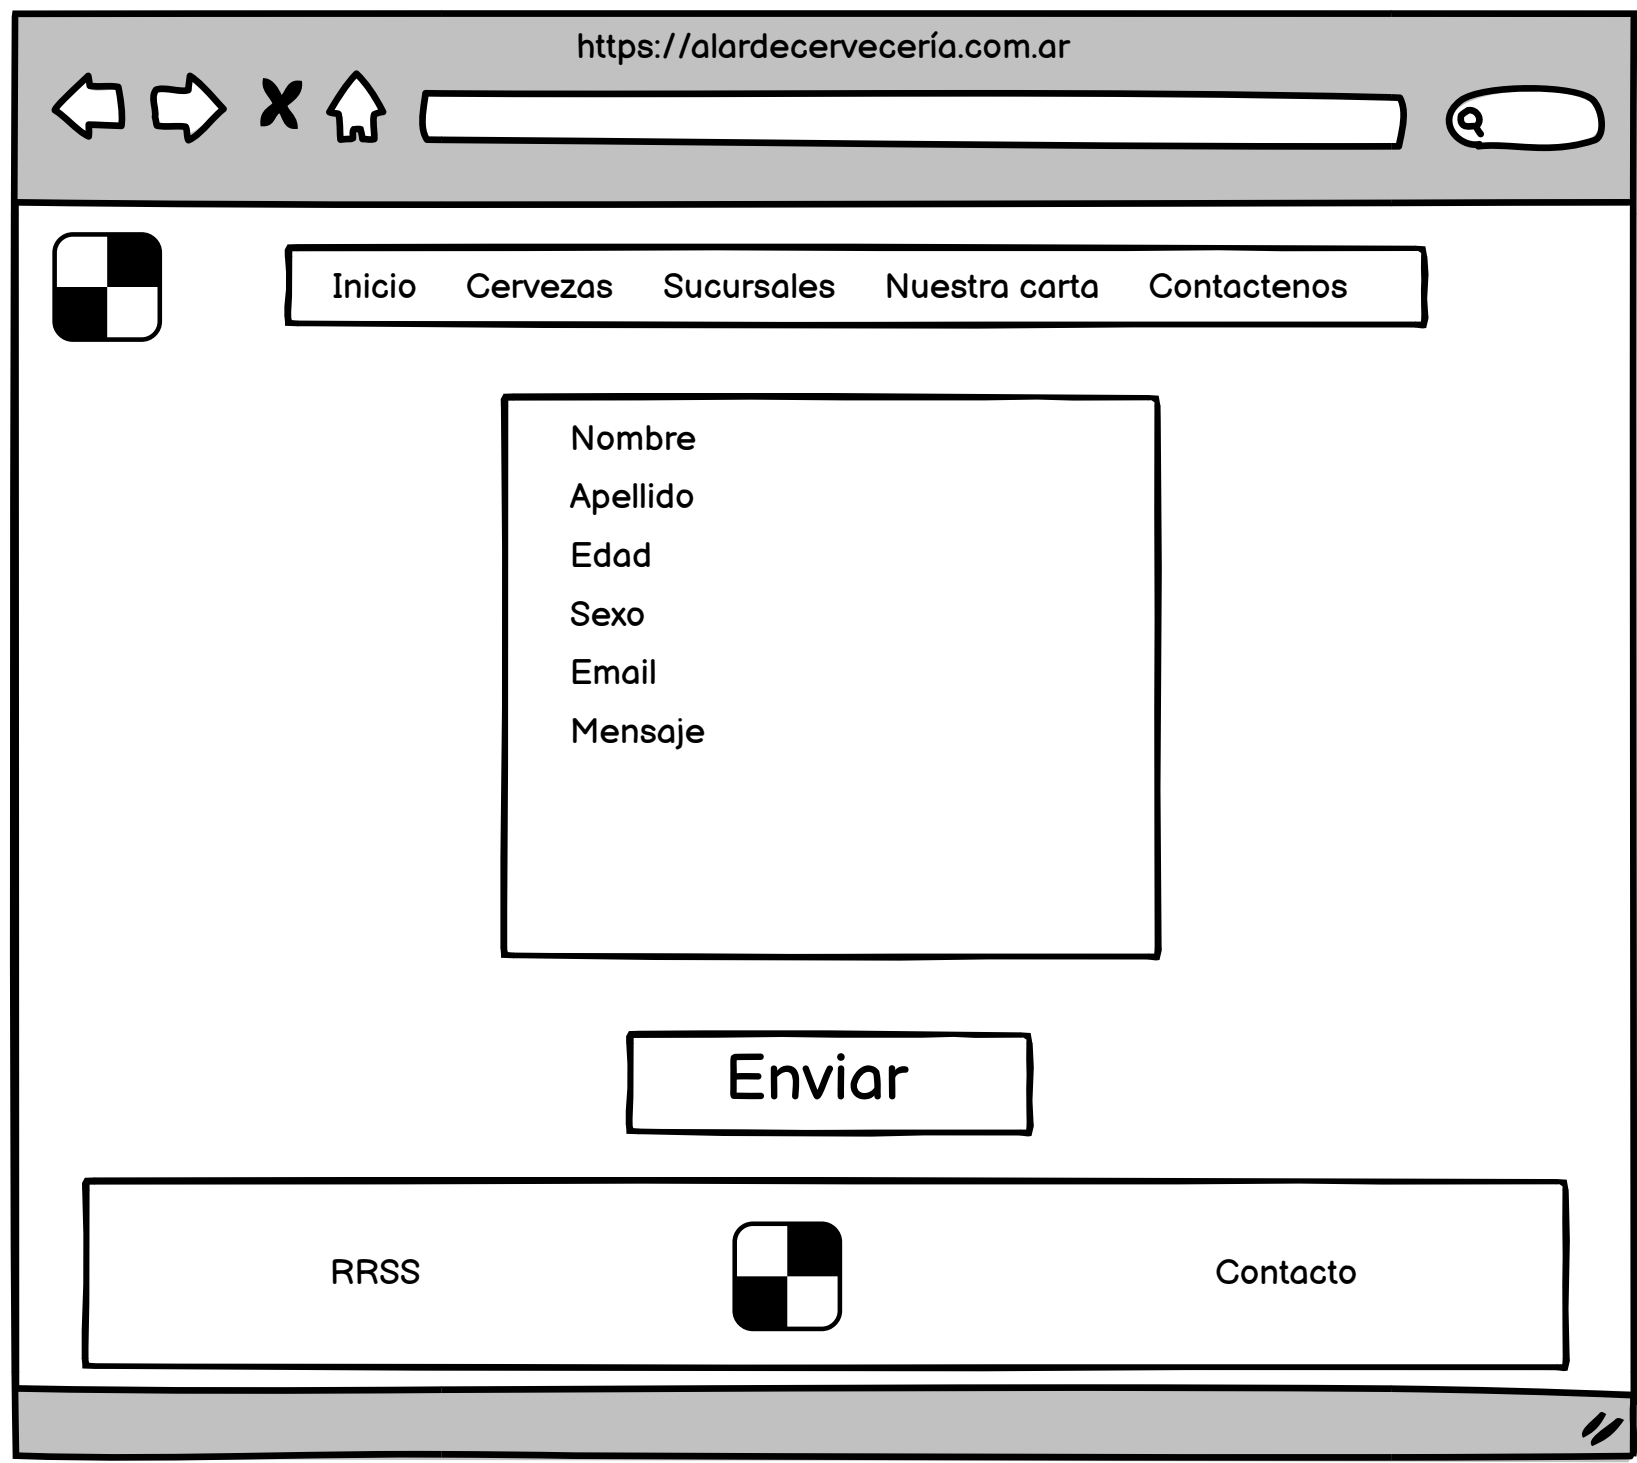 https://alardecervecería.com.ar
Inicio Cervezas Sucursales Nuestra carta Contactenos
Nombre
Apellido
Edad
Sexo
Email
Mensaje
Enviar
RRSS Contacto